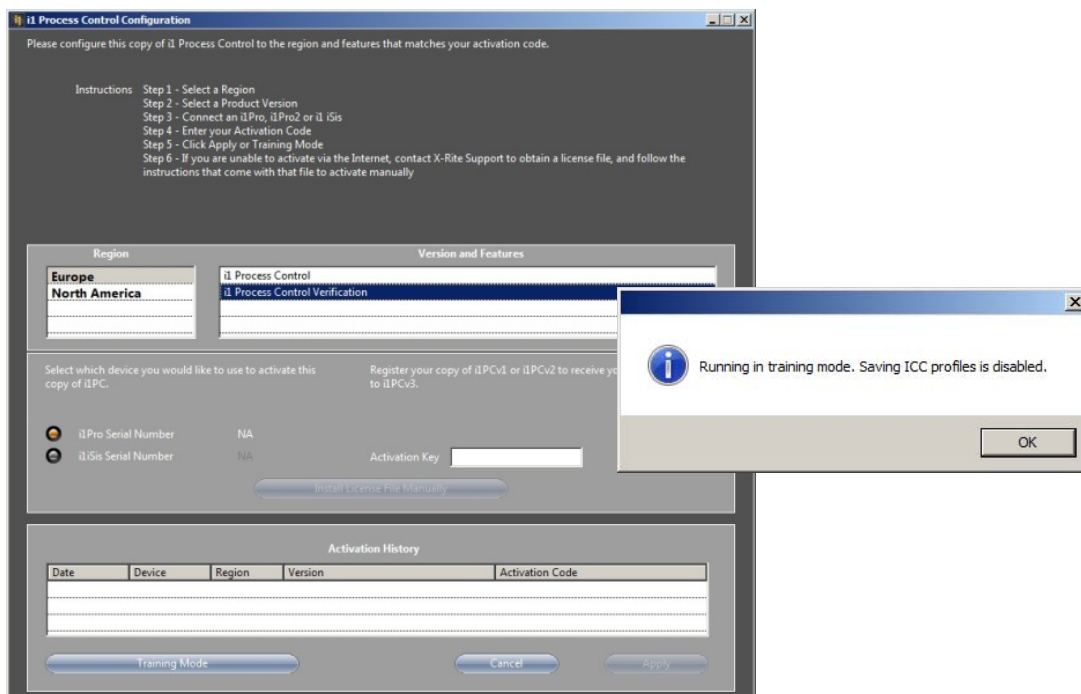 i1 Process Control Configuration
Please configure this copy of i1 Process Control to the region and features that matches your activation code.
Instructions
Step 1 - Select a Region
Step 2 - Select a Product Version
Step 3 - Connect an i1Pro, i1Pro2 or i1 iSis
Step 4 - Enter your Activation Code
Step 5 - Click Apply or Training Mode
Step 6 - If you are unable to activate via the Internet, contact X-Rite Support to obtain a license file, and follow the
instructions that come with that file to activate manually
Region
Version and Features
Europe
North America
i1 Process Control
i1 Process Control Verification
Running in training mode. Saving ICC profiles is disabled.
OK
Select which device you would like to use to activate this
copy of i1PC.
Register your copy of i1PCv1 or i1PCv2 to receive
to i1PCv3.
i1Pro Serial Number NA
i1iSis Serial Number NA
Activation Key
Install License File Manually
Activation History
Date Device Region Version Activation Code
Training Mode Cancel Apply